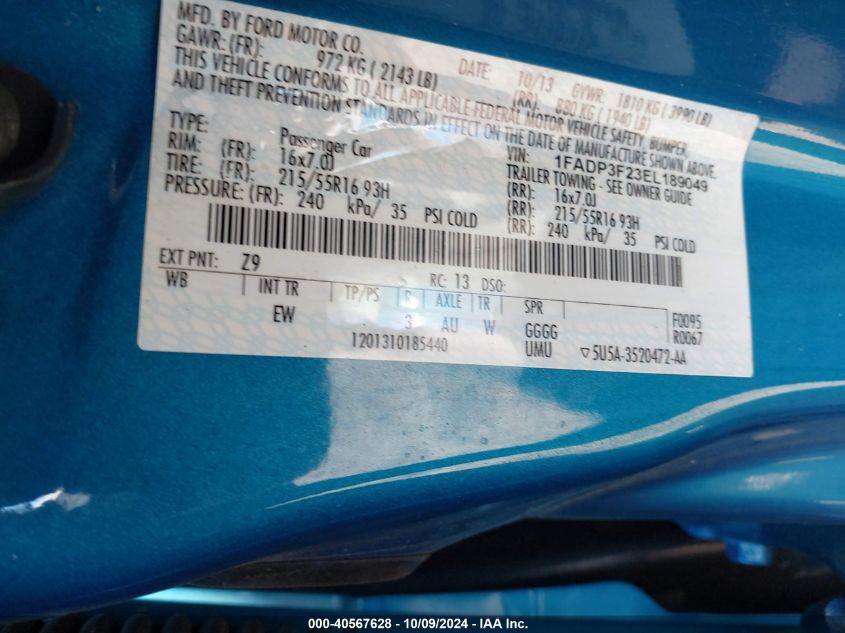 MFD. BY FORD MOTOR CO.
DATE: 10/13 GVWR: 1810 KG ( 3990 LB)
GAWR: (FR): 972 KG ( 2143 LB) (RR): 880 KG ( 1940 LB)
THIS VEHICLE CONFORMS TO ALL APPLICABLE FEDERAL MOTOR VEHICLE SAFETY, BUMPER,
AND THEFT PREVENTION STANDARDS IN EFFECT ON THE DATE OF MANUFACTURE SHOWN ABOVE.
VIN: 1FADP3F23EL189049
TYPE: Passenger Car TRAILER TOWING - SEE OWNER GUIDE
RIM: (FR): 16x7.0J (RR): 16x7.0J
TIRE: (FR): 215/55R16 93H (RR): 215/55R16 93H
PRESSURE: (FR): 240 kPa/ 35 PSI COLD (RR): 240 kPa/ 35 PSI COLD
EXT PNT: Z9 RC: 13 DSO:
WB INT TR TP/PS R AXLE TR SPR F0095
EW 3 AU W GGGG R0067
1201310185440 UMU ▽5U5A-3520472-AA
000-40567628 - 10/09/2024 - IAA Inc.